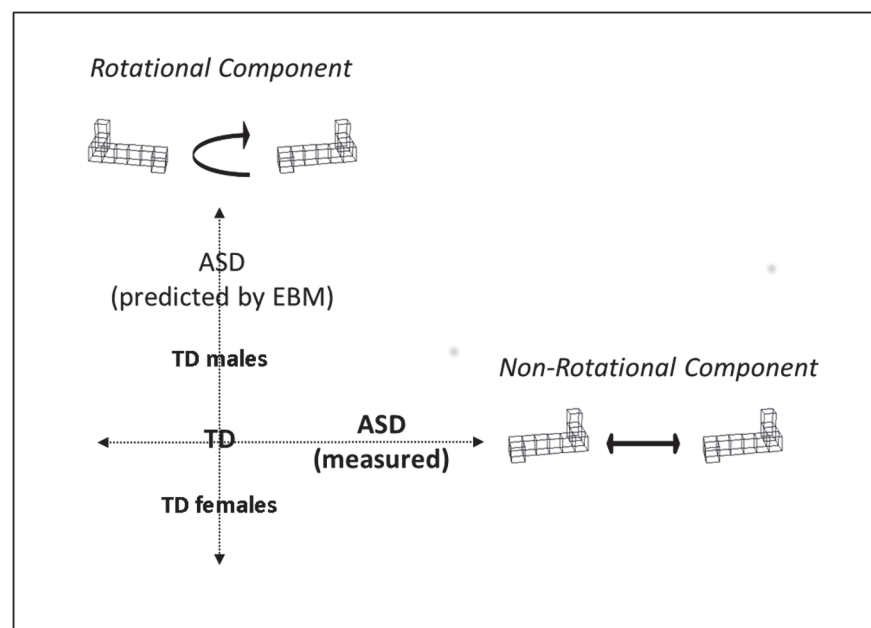 Rotational Component
ASD
(predicted by EBM)
TD males
Non-Rotational Component
TD
ASD
(measured)
TD females